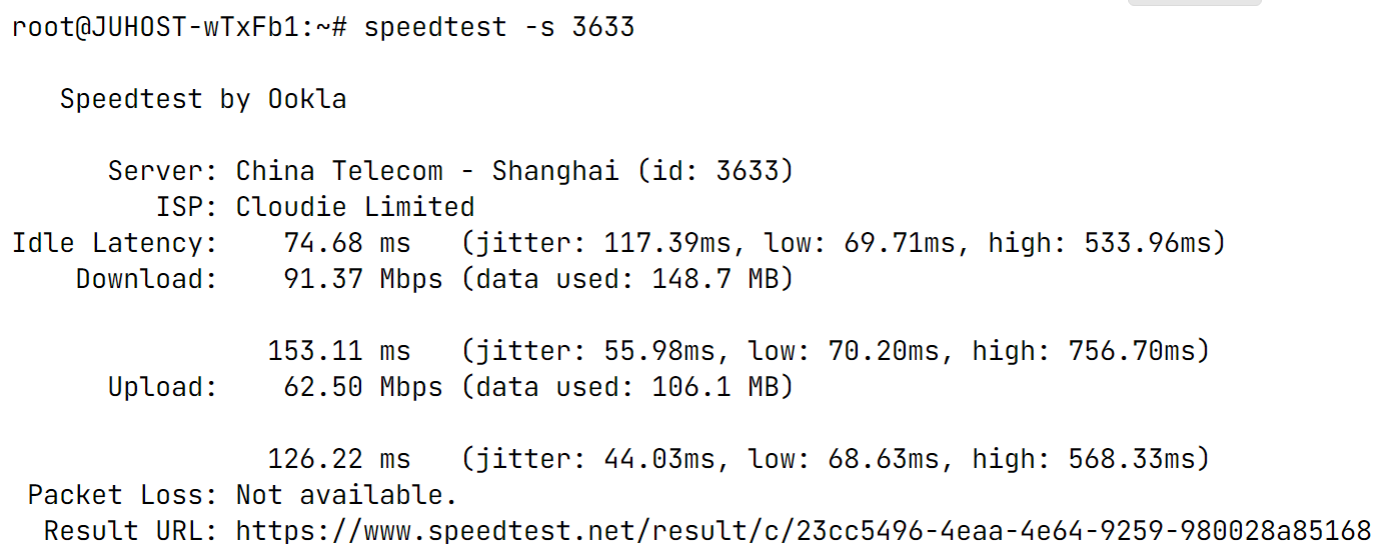 root@JUHOST-wTxFb1:~# speedtest -s 3633
Speedtest by Ookla
Server: China Telecom - Shanghai (id: 3633)
ISP: Cloudie Limited
Idle Latency: 74.68 ms (jitter: 117.39ms, low: 69.71ms, high: 533.96ms)
Download: 91.37 Mbps (data used: 148.7 MB)
153.11 ms (jitter: 55.98ms, low: 70.20ms, high: 756.70ms)
Upload: 62.50 Mbps (data used: 106.1 MB)
126.22 ms (jitter: 44.03ms, low: 68.63ms, high: 568.33ms)
Packet Loss: Not available.
Result URL: https://www.speedtest.net/result/c/23cc5496-4eaa-4e64-9259-980028a85168